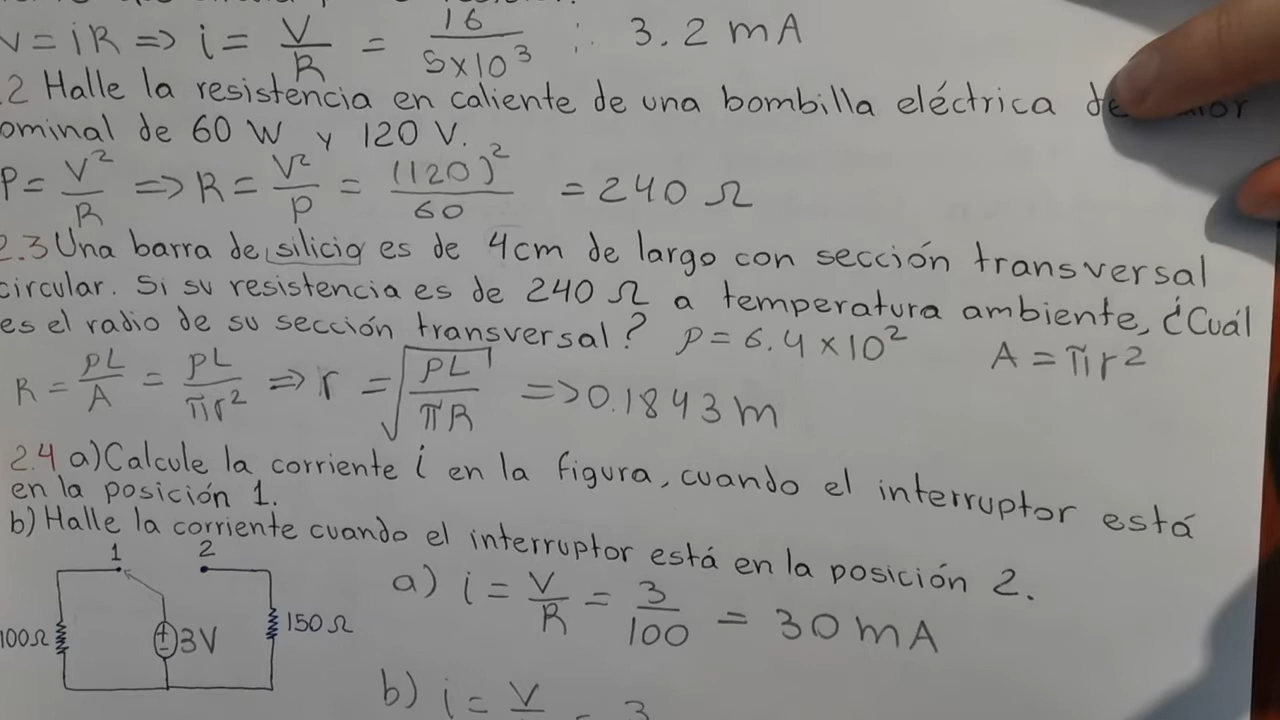 V = iR => i = V/R = 16/5x10³ ∴ 3.2 mA
.2 Halle la resistencia en caliente de una bombilla eléctrica de
ominal de 60 W y 120 V.
P = V²/R => R = V²/P = (120)²/60 = 240 Ω
2.3 Una barra de silicio es de 4cm de largo con sección transversal
circular. Si su resistencia es de 240 Ω a temperatura ambiente, ¿Cuál
es el radio de su sección transversal? ρ = 6.4 x 10² A = πr²
R = ρL/A = ρL/πr² => r = √(ρL/πR) => 0.1843 m
2.4 a) Calcule la corriente i en la figura, cuando el interruptor está
en la posición 1.
b) Halle la corriente cuando el interruptor está en la posición 2.
1 2
100Ω 3V 150Ω
a) i = V/R = 3/100 = 30 mA
b) i = V/ = 3